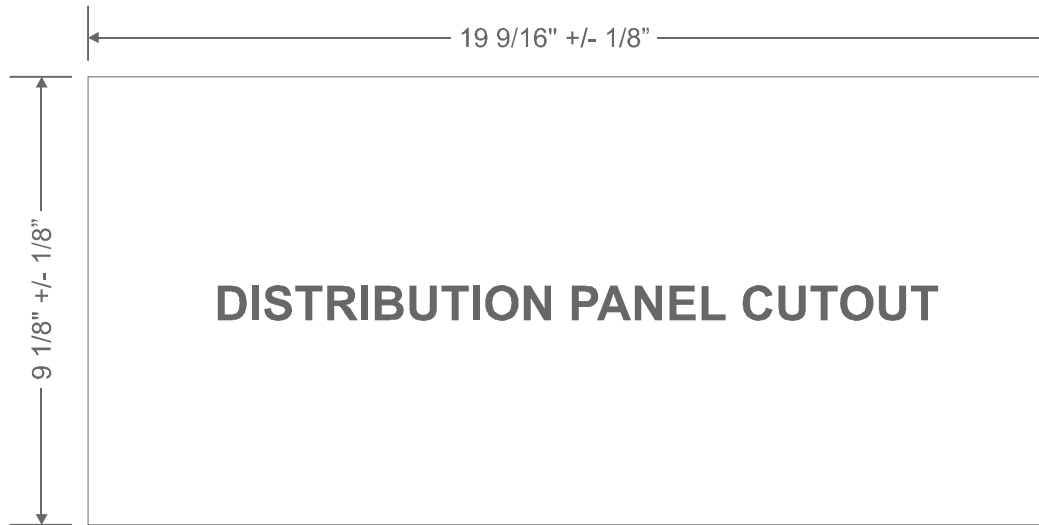 19 9/16" +/- 1/8”
9 1/8" +/- 1/8”
DISTRIBUTION PANEL CUTOUT